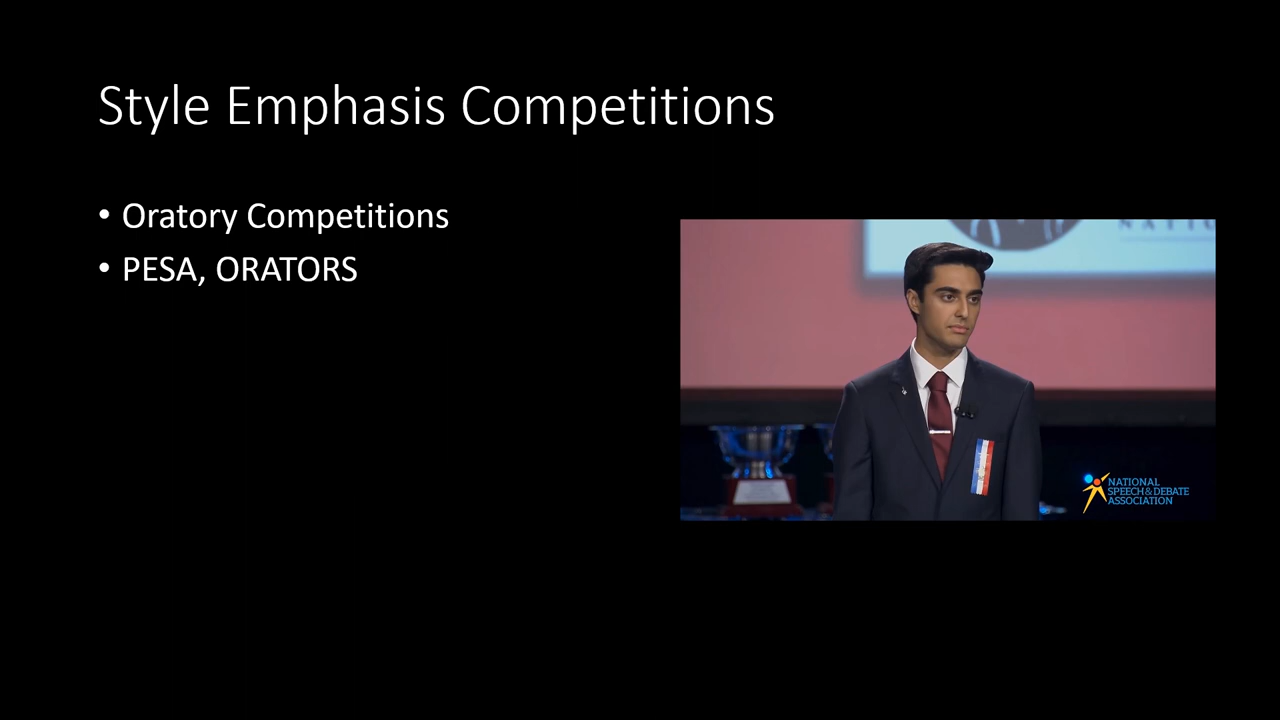 Style Emphasis Competitions
• Oratory Competitions
• PESA, ORATORS
NATIONAL
SPEECH & DEBATE
ASSOCIATION